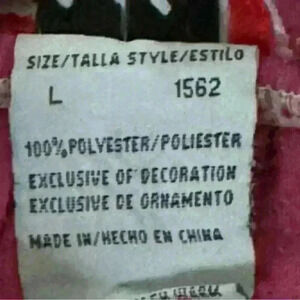 SIZE/TALLA STYLE/ESTILO
L 1562
100% POLYESTER/POLIESTER
EXCLUSIVE OF DECORATION
EXCLUSIVE DE ORNAMENTO
MADE IN/HECHO EN CHINA